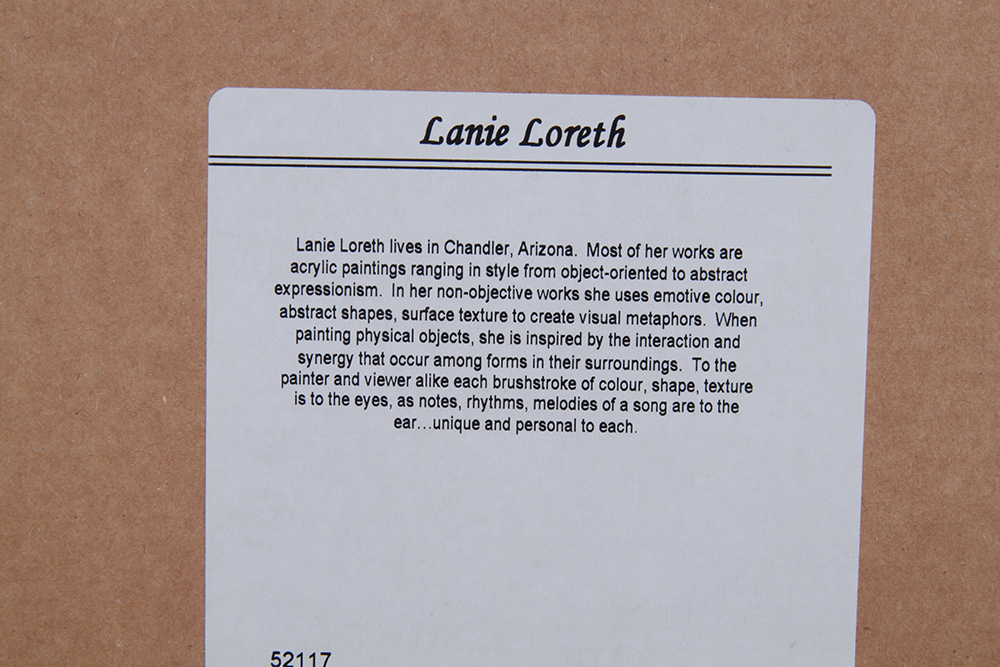 Lanie Loreth
Lanie Loreth lives in Chandler, Arizona.  Most of her works are
acrylic paintings ranging in style from object-oriented to abstract
expressionism.  In her non-objective works she uses emotive colour,
abstract shapes, surface texture to create visual metaphors.  When
painting physical objects, she is inspired by the interaction and
synergy that occur among forms in their surroundings.  To the
painter and viewer alike each brushstroke of colour, shape, texture
is to the eyes, as notes, rhythms, melodies of a song are to the
ear...unique and personal to each.
52117